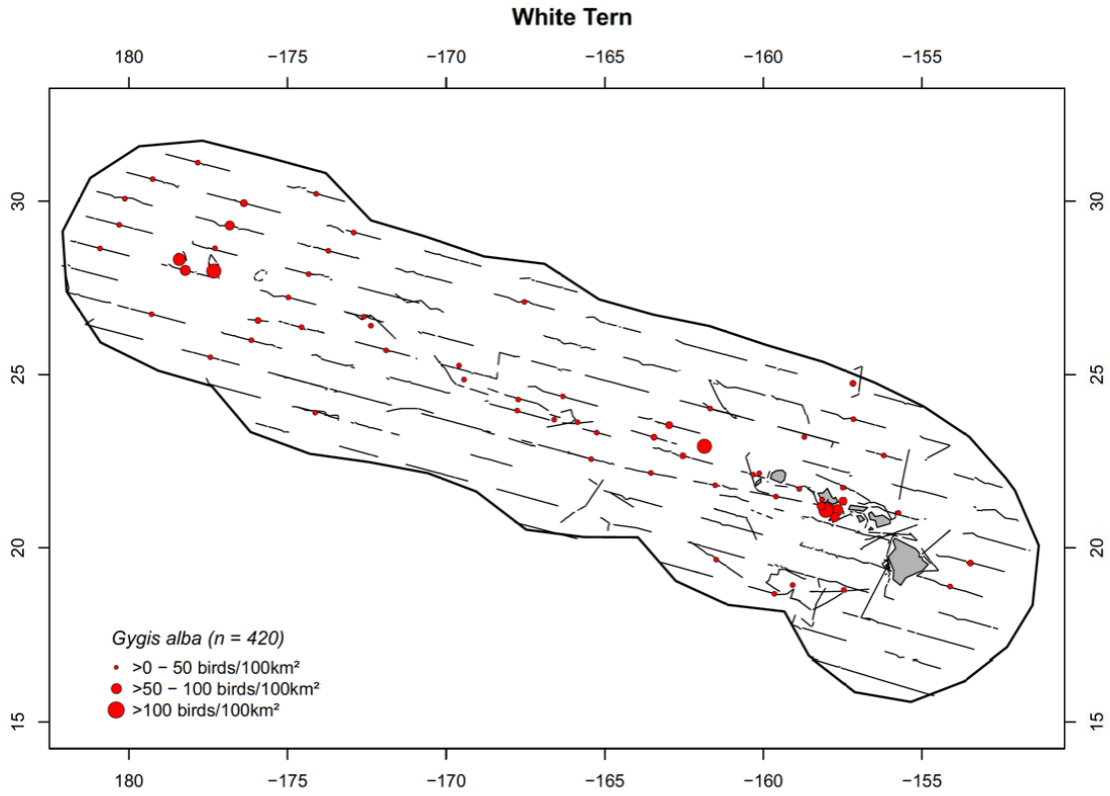 White Tern
180 −175 −170 −165 −160 −155
30 30
25 25
20 20
15 15
Gygis alba (n = 420)
>0 − 50 birds/100km²
>50 − 100 birds/100km²
>100 birds/100km²
180 −175 −170 −165 −160 −155